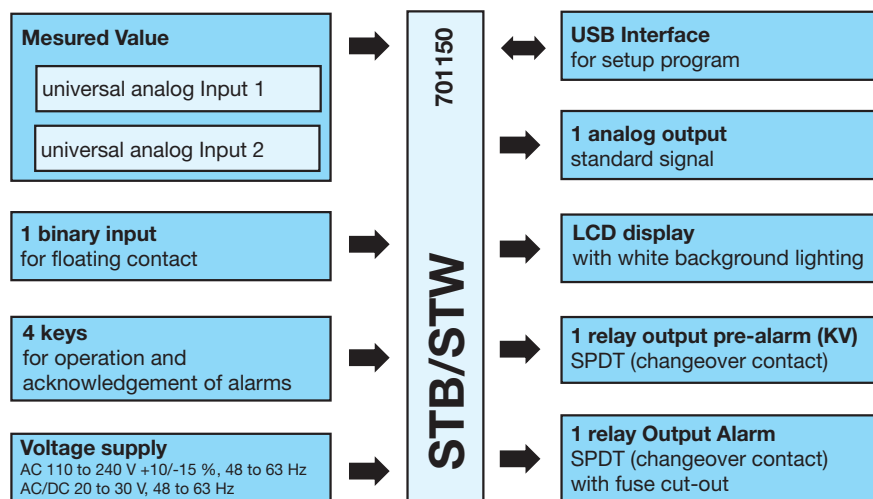 Mesured Value
universal analog Input 1
universal analog Input 2
1 binary input
for floating contact
4 keys
for operation and
acknowledgement of alarms
Voltage supply
AC 110 to 240 V +10/-15 %, 48 to 63 Hz
AC/DC 20 to 30 V, 48 to 63 Hz
STB/STW
701150
USB Interface
for setup program
1 analog output
standard signal
LCD display
with white background lighting
1 relay output pre-alarm (KV)
SPDT (changeover contact)
1 relay Output Alarm
SPDT (changeover contact)
with fuse cut-out